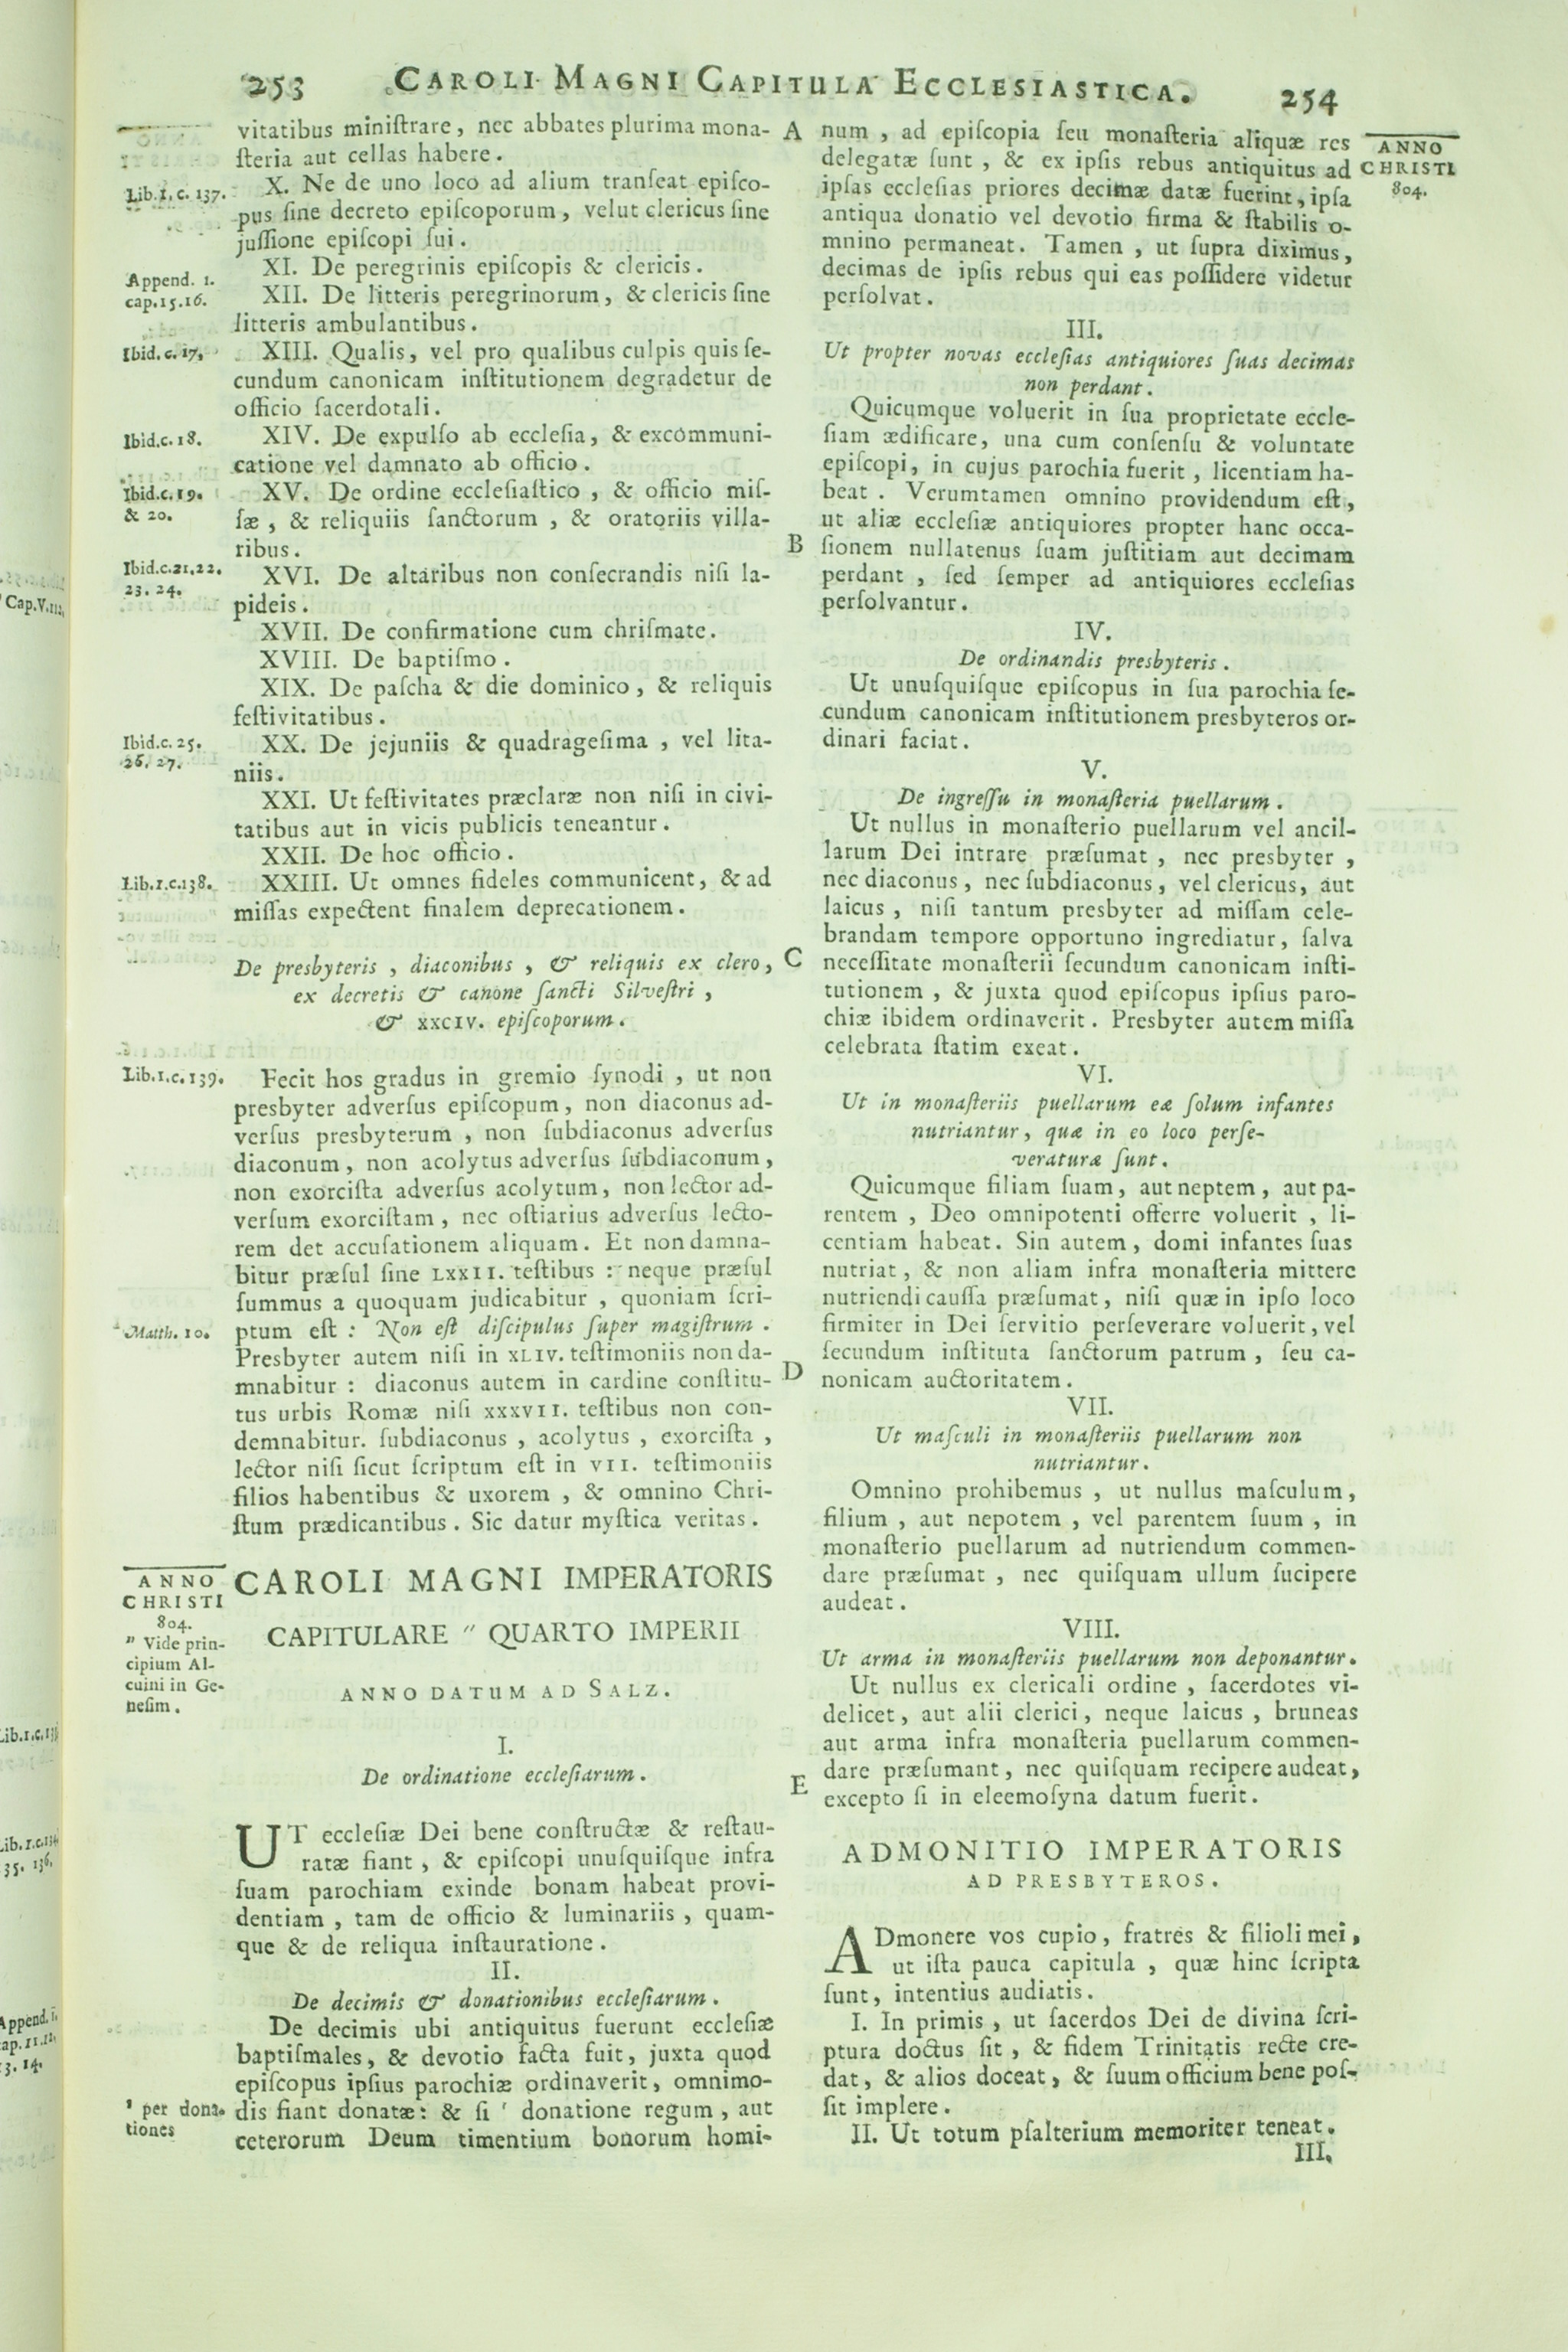 253 CAROLI MAGNI CAPITULA ECCLESIASTICA. 254
vitatibus miniſtrare, nec abbates plurima mona-
ſteria aut cellas habere.
Lib. I. c. 137.
X. Ne de uno loco ad alium tranſeat epiſco-
pus ſine decreto epiſcoporum, velut clericus ſine
juſſione epiſcopi ſui.
XI. De peregrinis epiſcopis & clericis.
Append. 1.
cap. 15. 16.
XII. De litteris peregrinorum, & clericis ſine
litteris ambulantibus.
Ibid. c. 17.
XIII. Qualis, vel pro qualibus culpis quis ſe-
cundum canonicam inſtitutionem degradetur de
officio ſacerdotali.
Ibid. c. 18.
XIV. De expulſo ab eccleſia, & excommuni-
catione vel damnato ab officio.
Ibid. c. 19.
& 20.
XV. De ordine eccleſiaſtico, & officio miſ-
ſæ, & reliquiis ſanctorum, & oratoriis villa-
ribus.
Ibid. c. 21. 22.
23. 24.
XVI. De altaribus non conſecrandis niſi la-
pideis.
XVII. De confirmatione cum chriſmate.
XVIII. De baptiſmo.
XIX. De paſcha & die dominico, & reliquis
feſtivitatibus.
Ibid. c. 25.
26. 27.
XX. De jejuniis & quadrageſima, vel lita-
niis.
XXI. Ut feſtivitates præclaræ non niſi in civi-
tatibus aut in vicis publicis teneantur.
XXII. De hoc officio.
Lib. I. c. 138.
XXIII. Ut omnes fideles communicent, & ad
miſſas expectent finalem deprecationem.
De presbyteris, diaconibus, & reliquis ex clero,
ex decretis & canone ſancti Silveſtri,
& XXCIV. epiſcoporum.
Lib. I. c. 139.
Fecit hos gradus in gremio ſynodi, ut non
presbyter adverſus epiſcopum, non diaconus ad-
verſus presbyterum, non ſubdiaconus adverſus
diaconum, non acolytus adverſus ſubdiaconum,
non exorciſta adverſus acolytum, non lector ad-
verſum exorciſtam, nec oſtiarius adverſus lecto-
rem det accuſationem aliquam. Et non damna-
bitur præſul ſine LXXII. teſtibus: neque præſul
ſummus a quoquam judicabitur, quoniam ſcri-
Matth. 10.
ptum eſt: Non eſt diſcipulus ſuper magiſtrum.
Presbyter autem niſi in XLIV. teſtimoniis non da-
mnabitur: diaconus autem in cardine conſtitu-
tus urbis Romæ niſi XXXVII. teſtibus non con-
demnabitur. ſubdiaconus, acolytus, exorciſta,
lector niſi ſicut ſcriptum eſt in VII. teſtimoniis
filios habentibus & uxorem, & omnino Chri-
ſtum prædicantibus. Sic datur myſtica veritas.
ANNO
CHRISTI
804.
" Vide prin-
cipium Al-
cuini in Ge-
neſim.
CAROLI MAGNI IMPERATORIS
CAPITULARE " QUARTO IMPERII
ANNO DATUM AD SALZ.
I.
De ordinatione eccleſiarum.
UT eccleſiæ Dei bene conſtructæ & reſtau-
ratæ fiant, & epiſcopi unuſquiſque infra
ſuam parochiam exinde bonam habeat provi-
dentiam, tam de officio & luminariis, quam-
que & de reliqua inſtauratione.
II.
De decimis & donationibus eccleſiarum.
De decimis ubi antiquitus fuerunt eccleſiæ
baptiſmales, & devotio facta fuit, juxta quod
epiſcopus ipſius parochiæ ordinaverit, omnimo-
' per dona-
tiones
dis fiant donatæ: & ſi ' donatione regum, aut
ceterorum Deum timentium bonorum homi-
A
B
C
D
E
ANNO
CHRISTI
804.
num, ad epiſcopia ſeu monaſteria aliquæ res
delegatæ ſunt, & ex ipſis rebus antiquitus ad
ipſas eccleſias priores decimæ datæ fuerint, ipſa
antiqua donatio vel devotio firma & ſtabilis o-
mnino permaneat. Tamen, ut ſupra diximus,
decimas de ipſis rebus qui eas poſſidere videtur
perſolvat.
III.
Ut propter novas eccleſias antiquiores ſuas decimas
non perdant.
Quicumque voluerit in ſua proprietate eccle-
ſiam ædificare, una cum conſenſu & voluntate
epiſcopi, in cujus parochia fuerit, licentiam ha-
beat. Verumtamen omnino providendum eſt,
ut aliæ eccleſiæ antiquiores propter hanc occa-
ſionem nullatenus ſuam juſtitiam aut decimam
perdant, ſed ſemper ad antiquiores eccleſias
perſolvantur.
IV.
De ordinandis presbyteris.
Ut unuſquiſque epiſcopus in ſua parochia ſe-
cundum canonicam inſtitutionem presbyteros or-
dinari faciat.
V.
De ingreſſu in monaſteria puellarum.
Ut nullus in monaſterio puellarum vel ancil-
larum Dei intrare præſumat, nec presbyter,
nec diaconus, nec ſubdiaconus, vel clericus, aut
laicus, niſi tantum presbyter ad miſſam cele-
brandam tempore opportuno ingrediatur, ſalva
neceſſitate monaſterii ſecundum canonicam inſti-
tutionem, & juxta quod epiſcopus ipſius paro-
chiæ ibidem ordinaverit. Presbyter autem miſſa
celebrata ſtatim exeat.
VI.
Ut in monaſteriis puellarum eæ ſolum infantes
nutriantur, quæ in eo loco perſe-
veraturæ ſunt.
Quicumque filiam ſuam, aut neptem, aut pa-
rentem, Deo omnipotenti offerre voluerit, li-
centiam habeat. Sin autem, domi infantes ſuas
nutriat, & non aliam infra monaſteria mittere
nutriendi cauſſa præſumat, niſi quæ in ipſo loco
firmiter in Dei ſervitio perſeverare voluerit, vel
ſecundum inſtituta ſanctorum patrum, ſeu ca-
nonicam auctoritatem.
VII.
Ut maſculi in monaſteriis puellarum non
nutriantur.
Omnino prohibemus, ut nullus maſculum,
filium, aut nepotem, vel parentem ſuum, in
monaſterio puellarum ad nutriendum commen-
dare præſumat, nec quiſquam ullum ſucipere
audeat.
VIII.
Ut arma in monaſteriis puellarum non deponantur.
Ut nullus ex clericali ordine, ſacerdotes vi-
delicet, aut alii clerici, neque laicus, bruneas
aut arma infra monaſteria puellarum commen-
dare præſumant, nec quiſquam recipere audeat,
excepto ſi in eleemoſyna datum fuerit.
ADMONITIO IMPERATORIS
AD PRESBYTEROS.
ADmonere vos cupio, fratres & filioli mei,
ut iſta pauca capitula, quæ hinc ſcripta
ſunt, intentius audiatis.
I. In primis, ut ſacerdos Dei de divina ſcri-
ptura doctus ſit, & fidem Trinitatis recte cre-
dat, & alios doceat, & ſuum officium bene poſ-
ſit implere.
II. Ut totum pſalterium memoriter teneat.
III.